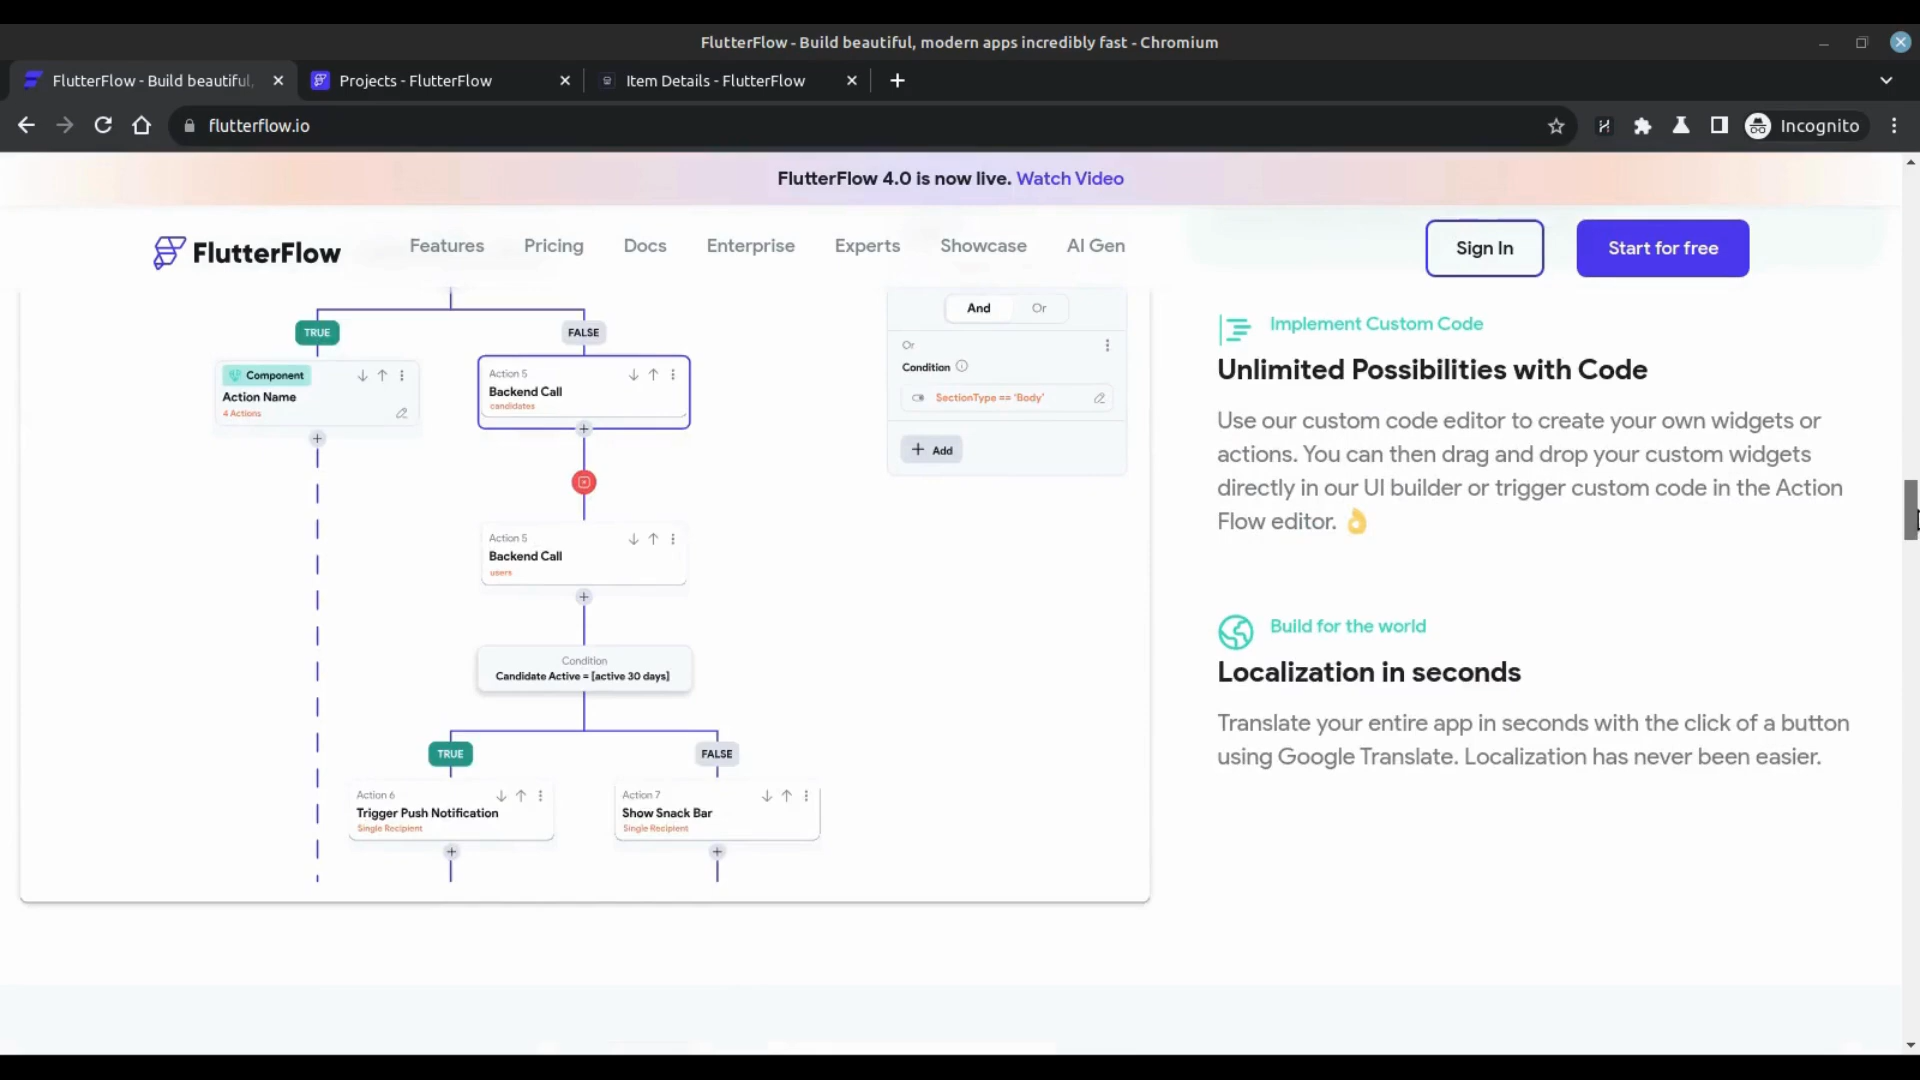 FlutterFlow - Build beautiful, modern apps incredibly fast - Chromium
FlutterFlow - Build beautiful,
Projects - FlutterFlow
Item Details - FlutterFlow
flutterflow.io
Incognito
FlutterFlow 4.0 is now live. Watch Video
FlutterFlow
Features
Pricing
Docs
Enterprise
Experts
Showcase
AI Gen
Sign In
Start for free
TRUE
FALSE
Component
Action Name
4 Actions
Action 5
Backend Call
candidates
Action 5
Backend Call
users
Condition
Candidate Active = [active 30 days]
TRUE
FALSE
Action 6
Trigger Push Notification
Single Recipient
Action 7
Show Snack Bar
Single Recipient
And
Or
Or
Condition
SectionType == 'Body'
+ Add
Implement Custom Code
Unlimited Possibilities with Code
Use our custom code editor to create your own widgets or
actions. You can then drag and drop your custom widgets
directly in our UI builder or trigger custom code in the Action
Flow editor. 👌
Build for the world
Localization in seconds
Translate your entire app in seconds with the click of a button
using Google Translate. Localization has never been easier.